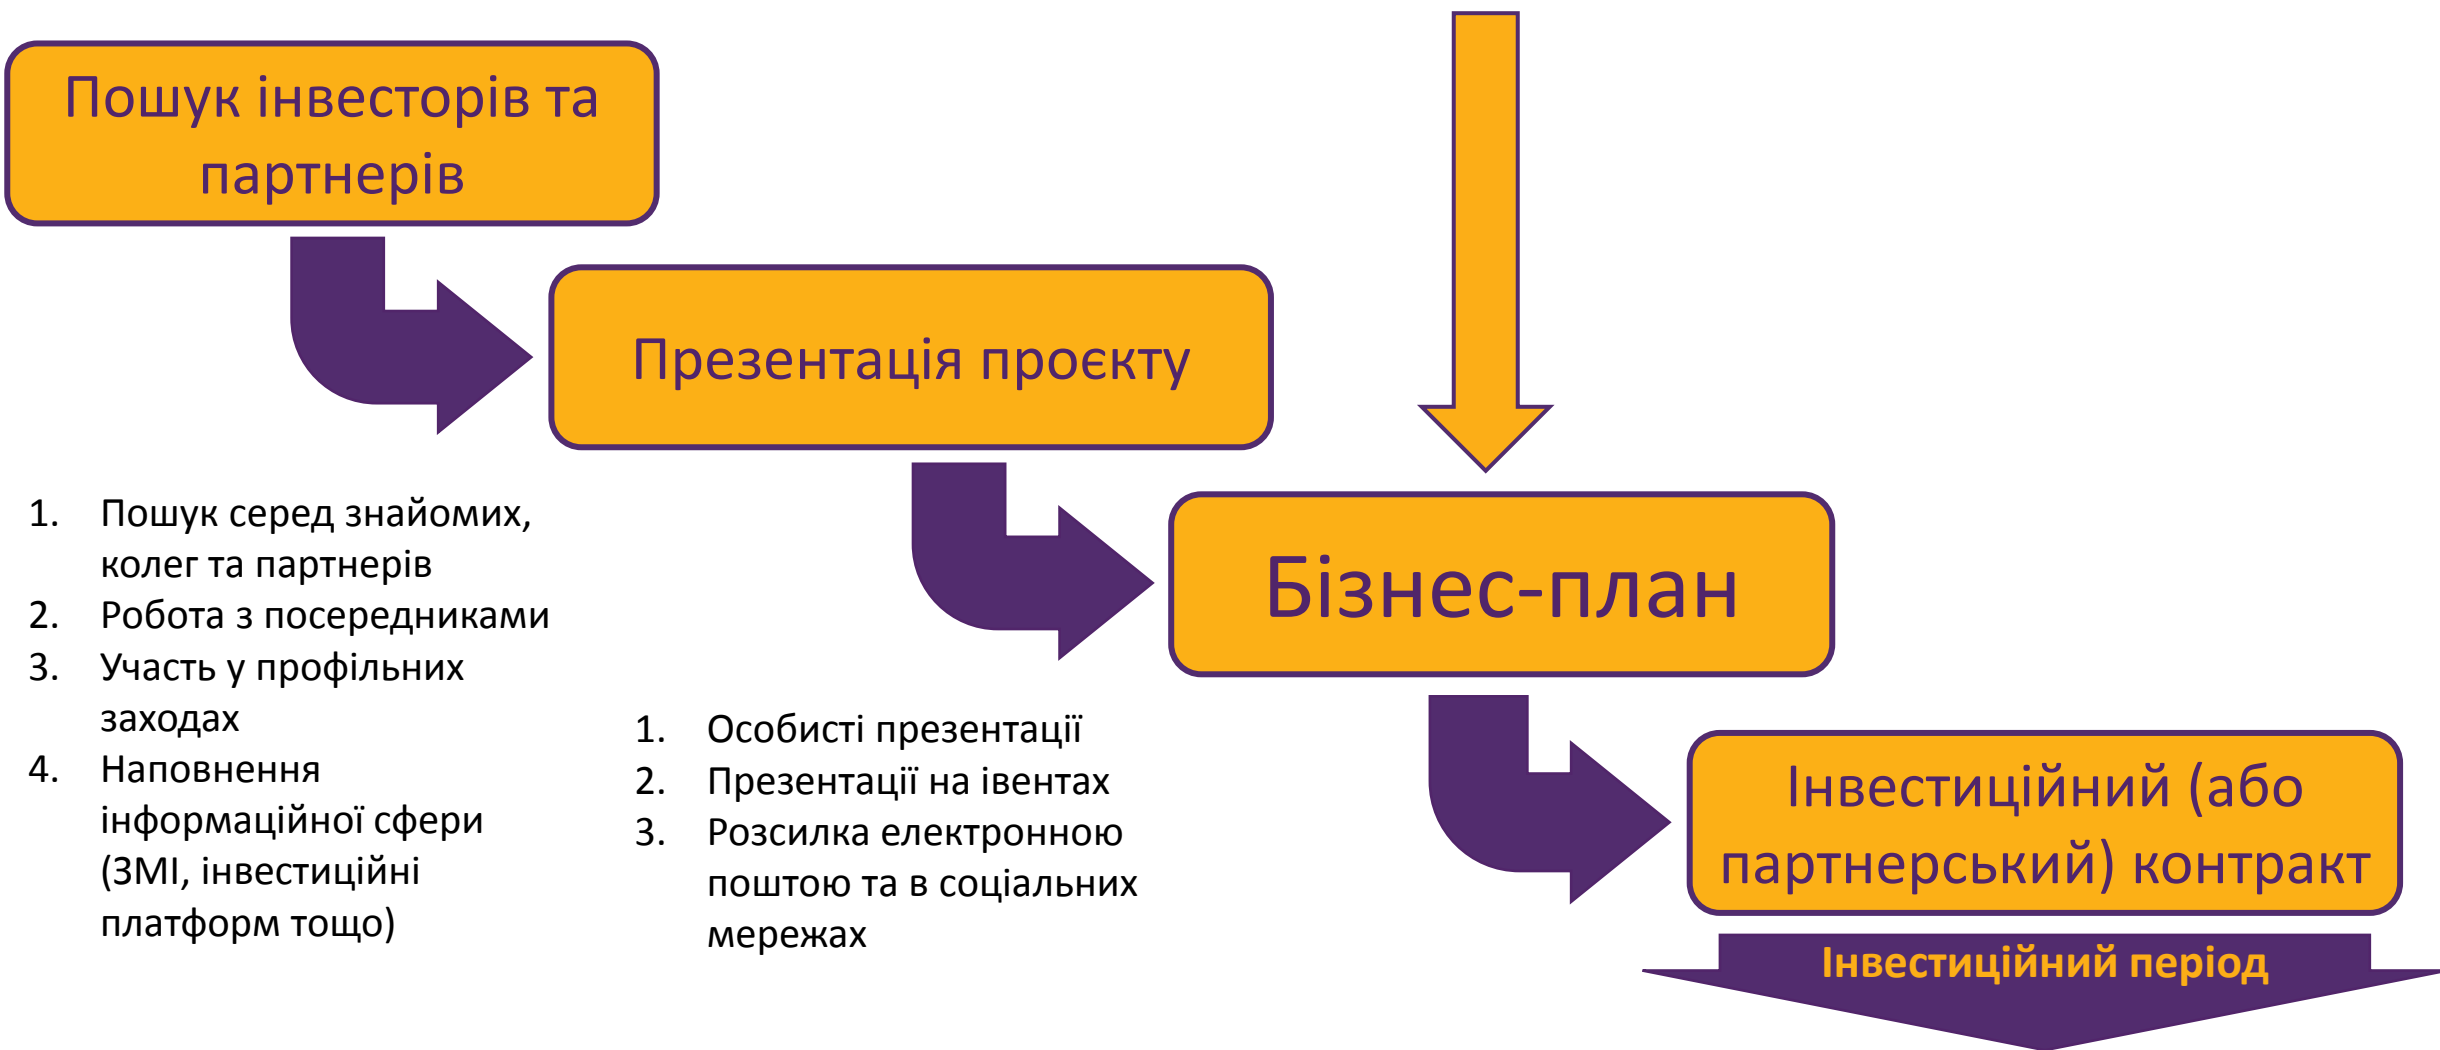 Пошук інвесторів та
партнерів
Презентація проєкту
1. Пошук серед знайомих,
колег та партнерів
2. Робота з посередниками
3. Участь у профільних
заходах
4. Наповнення
інформаційної сфери
(ЗМІ, інвестиційні
платформ тощо)
Бізнес-план
1. Особисті презентації
2. Презентації на івентах
3. Розсилка електронною
поштою та в соціальних
мережах
Інвестиційний (або
партнерський) контракт
Інвестиційний період